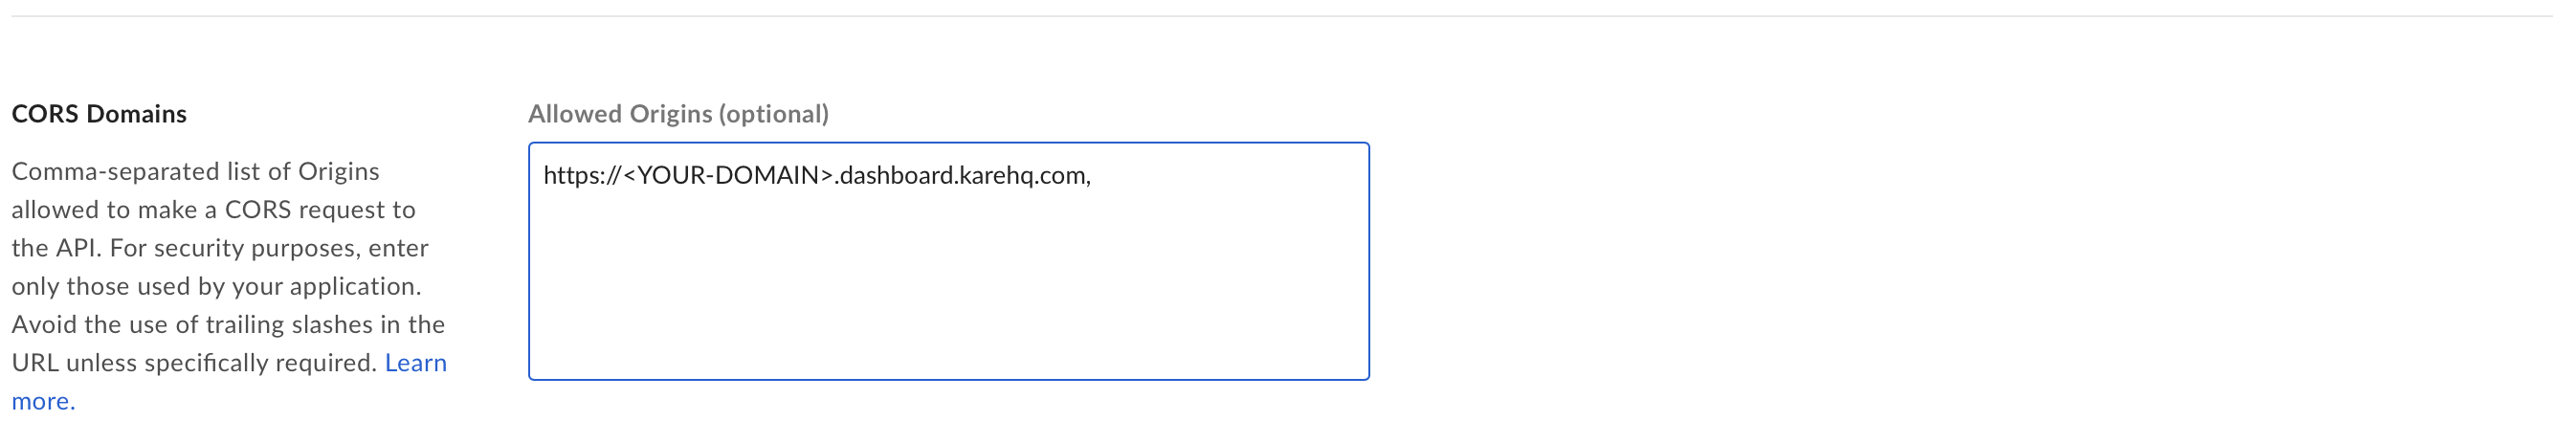 CORS Domains
Comma-separated list of Origins
allowed to make a CORS request to
the API. For security purposes, enter
only those used by your application.
Avoid the use of trailing slashes in the
URL unless specifically required. Learn
more.
Allowed Origins (optional)
https://<YOUR-DOMAIN>.dashboard.karehq.com,